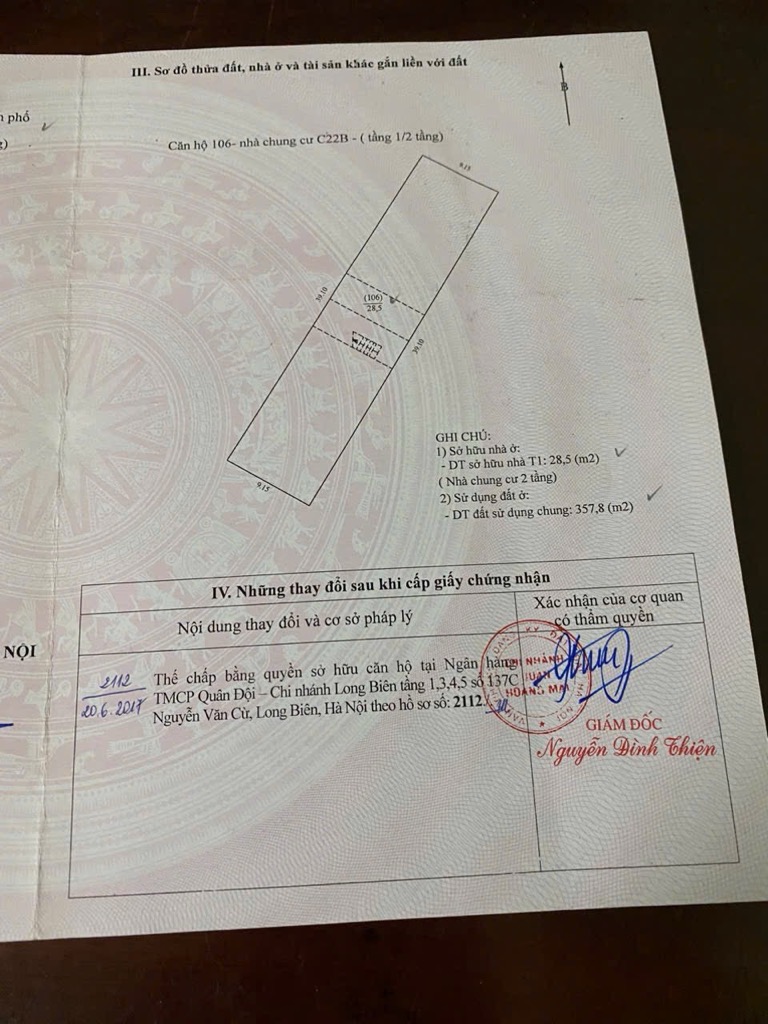 III. Sơ đồ thửa đất, nhà ở và tài sản khác gắn liền với đất
B
phố
Căn hộ 106- nhà chung cư C22B - ( tầng 1/2 tầng)
9.15
39.10
(106)
28,5
39.10
9.15
GHI CHÚ:
1) Sở hữu nhà ở:
- DT sở hữu nhà T1: 28,5 (m2)
( Nhà chung cư 2 tầng)
2) Sử dụng đất ở:
- DT đất sử dụng chung: 357,8 (m2)
IV. Những thay đổi sau khi cấp giấy chứng nhận
Nội dung thay đổi và cơ sở pháp lý
Xác nhận của cơ quan
có thẩm quyền
NỘI
2112
20.6.2017
Thế chấp bằng quyền sở hữu căn hộ tại Ngân hàng
TMCP Quân Đội – Chi nhánh Long Biên tầng 1,3,4,5 số 137C
Nguyễn Văn Cừ, Long Biên, Hà Nội theo hồ sơ số: 2112.
NHÁNH
HOÀNG MAI
GIÁM ĐỐC
Nguyễn Đình Thiện